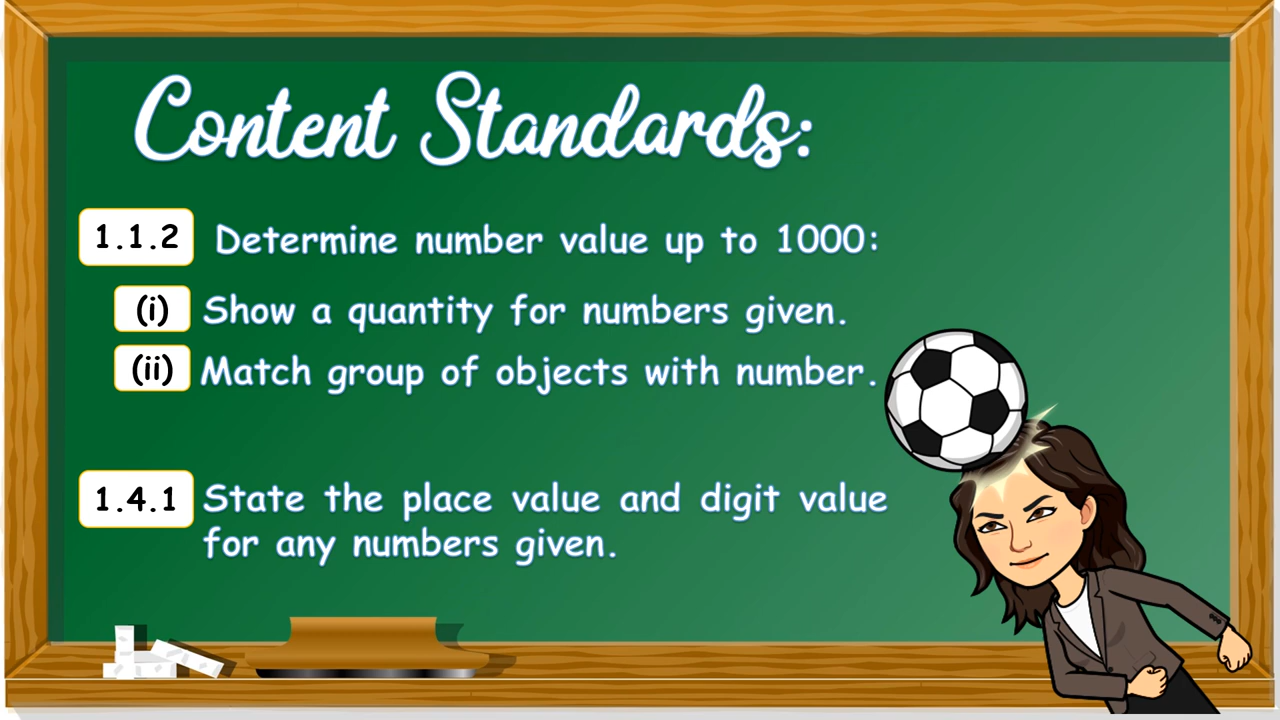 Content Standards:
1.1.2 Determine number value up to 1000:
(i) Show a quantity for numbers given.
(ii) Match group of objects with number.
1.4.1 State the place value and digit value
for any numbers given.